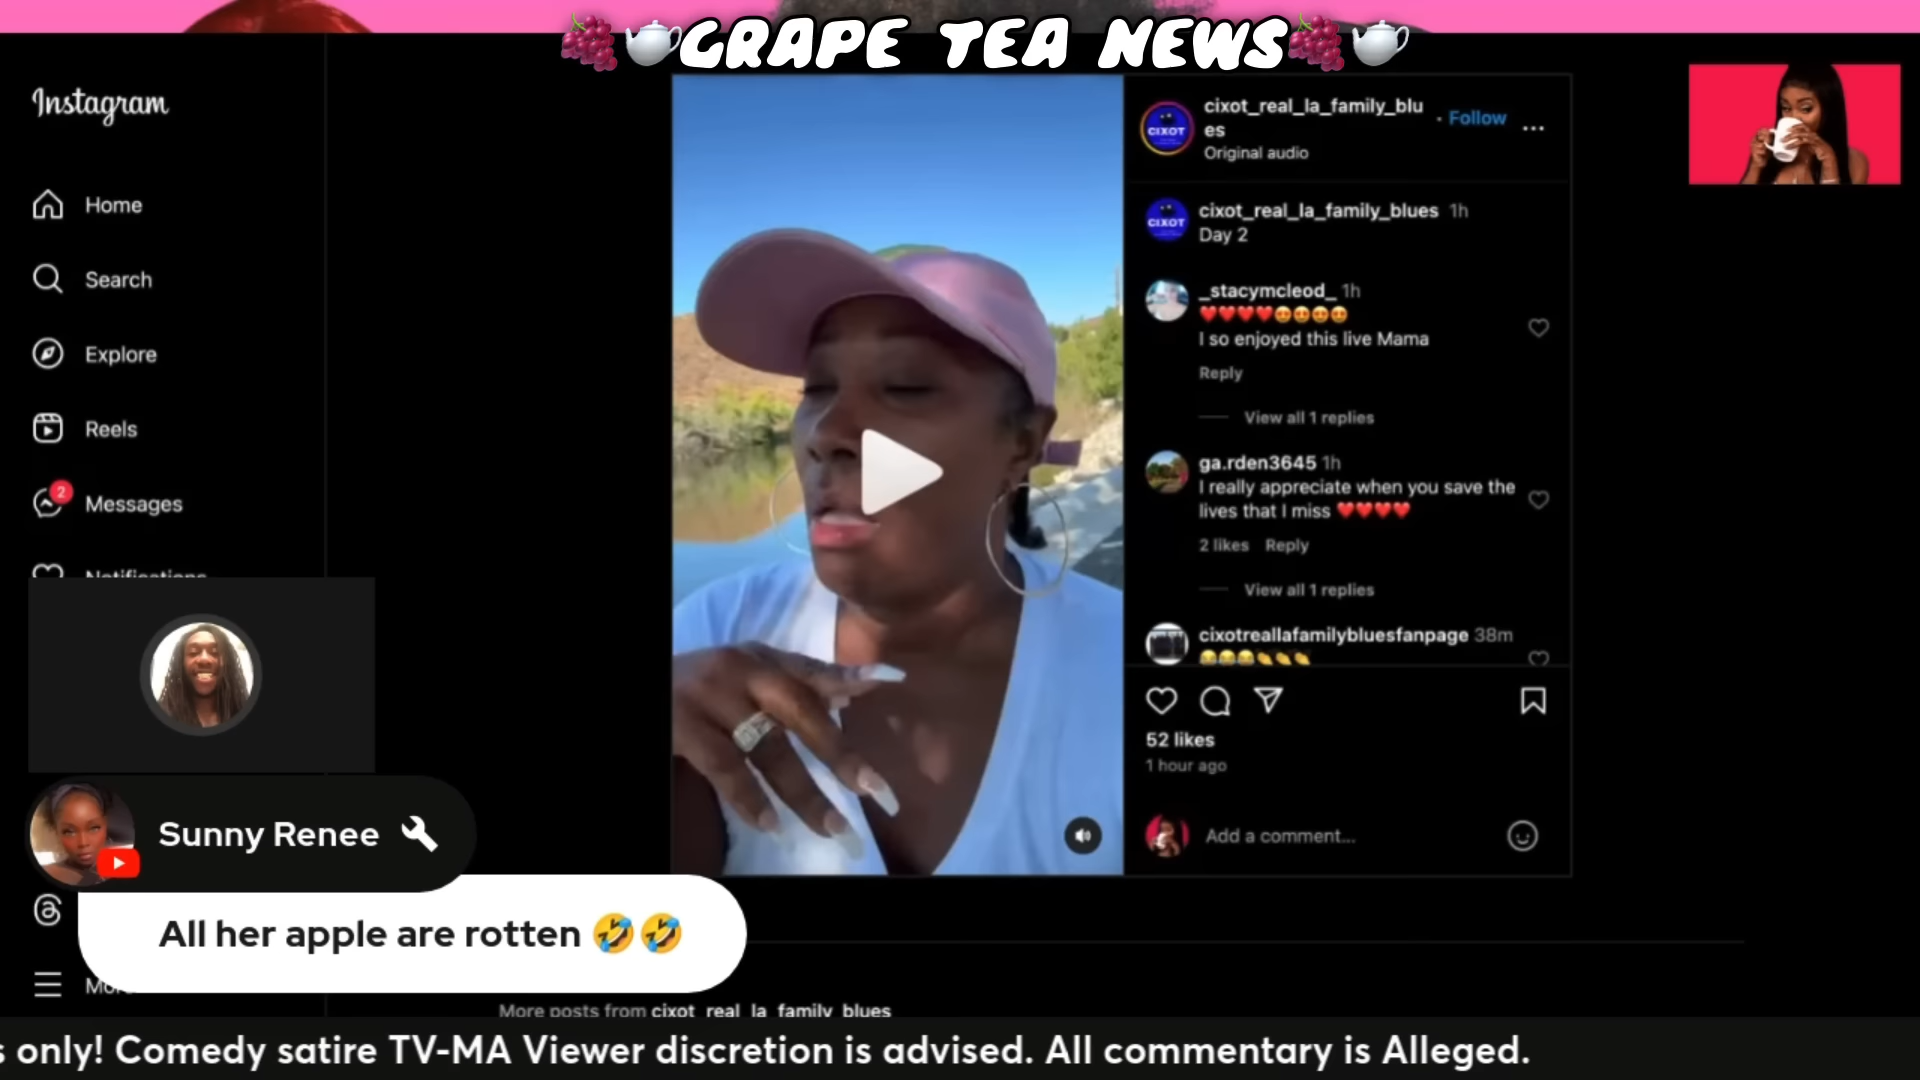 GRAPE TEA NEWS
Instagram
Home
Search
Explore
Reels
2
Messages
Notifications
More
cixot_real_la_family_blu
es
· Follow
Original audio
CIXOT
cixot_real_la_family_blues 1h
Day 2
CIXOT
_stacymcleod_ 1h
❤️❤️❤️❤️😍😍😍😍
I so enjoyed this live Mama
Reply
View all 1 replies
ga.rden3645 1h
I really appreciate when you save the
lives that I miss ❤️❤️❤️❤️
2 likes Reply
View all 1 replies
cixotreallafamilybluesfanpage 38m
😂😂😂👏👏👏
52 likes
1 hour ago
Add a comment...
Sunny Renee
All her apple are rotten 🤣🤣
More posts from cixot_real_la_family_blues
s only! Comedy satire TV-MA Viewer discretion is advised. All commentary is Alleged.